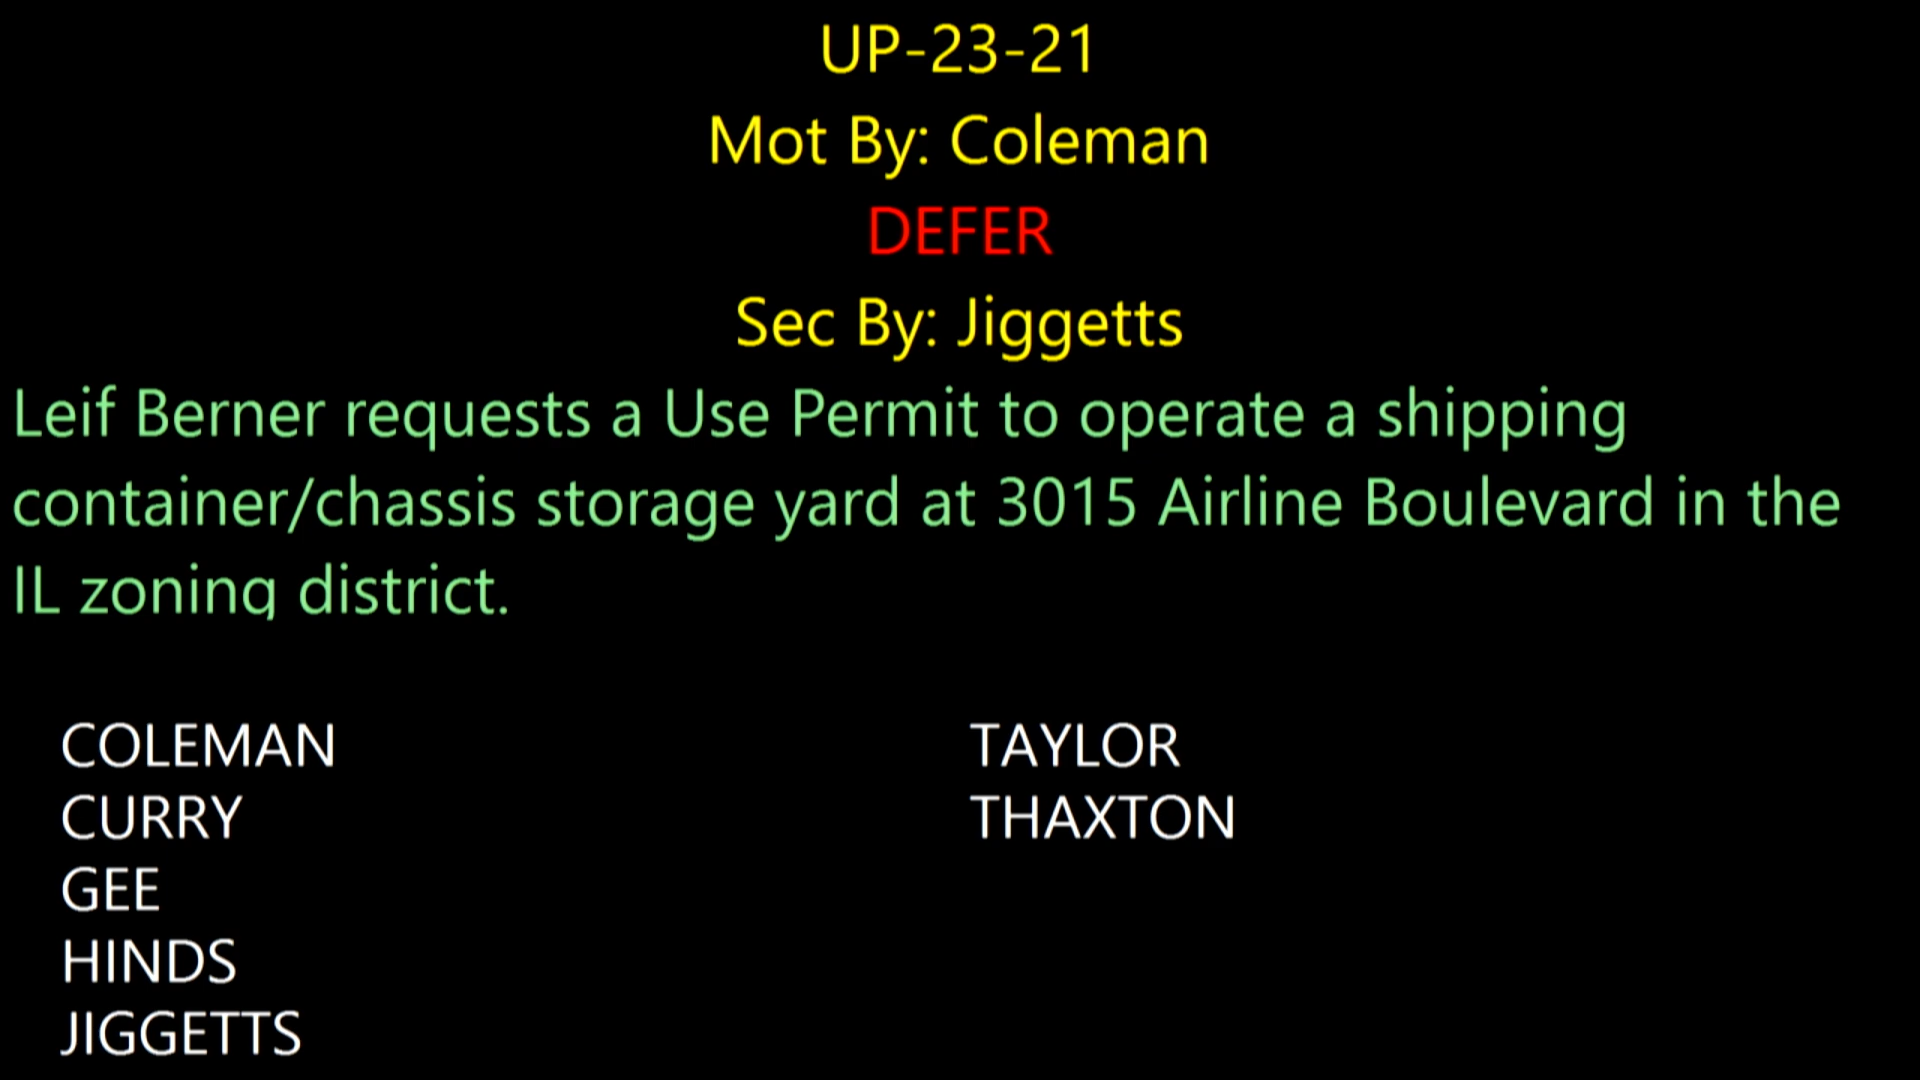 UP-23-21
Mot By: Coleman
DEFER
Sec By: Jiggetts
Leif Berner requests a Use Permit to operate a shipping
container/chassis storage yard at 3015 Airline Boulevard in the
IL zoning district.
COLEMAN
CURRY
GEE
HINDS
JIGGETTS
TAYLOR
THAXTON